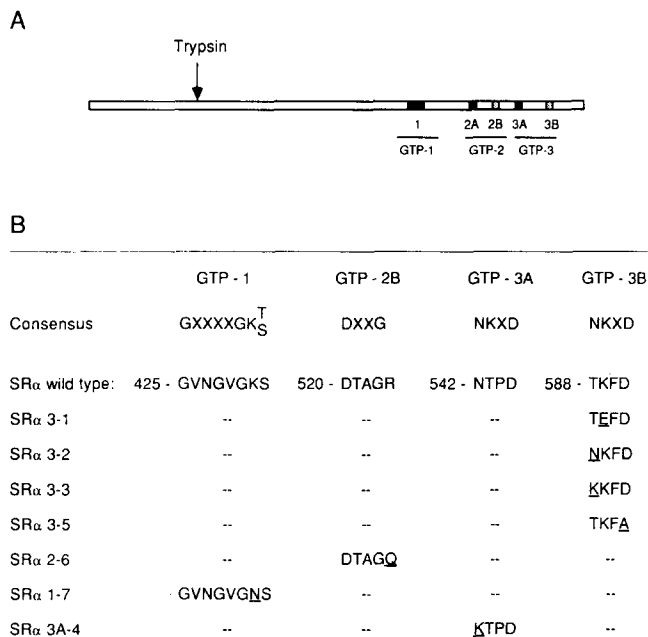 A
Trypsin
1 2A 2B 3A 3B
GTP-1 GTP-2 GTP-3
B
GTP - 1 GTP - 2B GTP - 3A GTP - 3B
Consensus GXXXXGKT/S DXXG NKXD NKXD
SRα wild type: 425 - GVNGVGKS 520 - DTAGR 542 - NTPD 588 - TKFD
SRα 3-1 -- -- -- TEFD
SRα 3-2 -- -- -- NKFD
SRα 3-3 -- -- -- KKFD
SRα 3-5 -- -- -- TKFA
SRα 2-6 -- DTAGQ -- --
SRα 1-7 GVNGVGNS -- -- --
SRα 3A-4 -- -- KTPD --